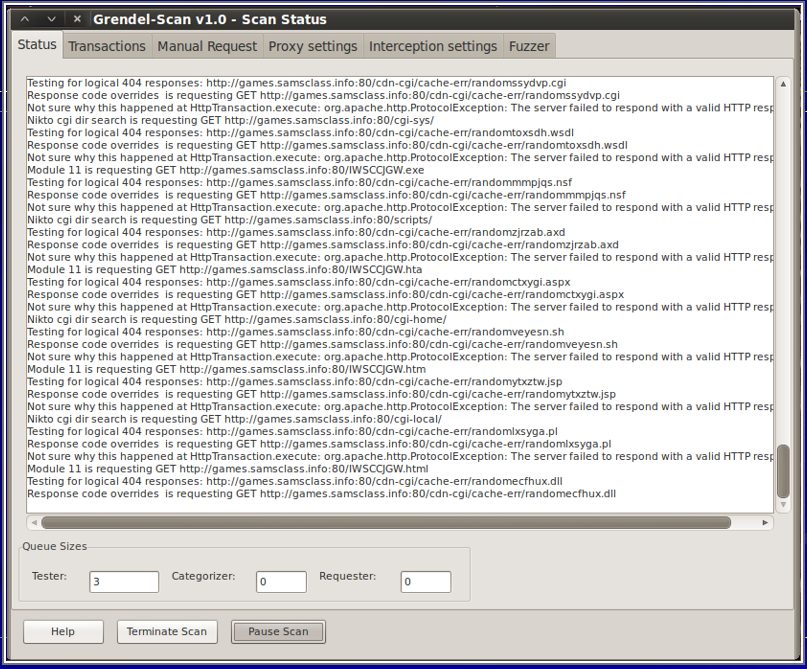 Grendel-Scan v1.0 - Scan Status
Status Transactions Manual Request Proxy settings Interception settings Fuzzer
Testing for logical 404 responses: http://games.samsclass.info:80/cdn-cgi/cache-err/randomssydvp.cgi
Response code overrides  is requesting GET http://games.samsclass.info:80/cdn-cgi/cache-err/randomssydvp.cgi
Not sure why this happened at HttpTransaction.execute: org.apache.http.ProtocolException: The server failed to respond with a valid HTTP resp
Nikto cgi dir search is requesting GET http://games.samsclass.info:80/cgi-sys/
Testing for logical 404 responses: http://games.samsclass.info:80/cdn-cgi/cache-err/randomtoxsdh.wsdl
Response code overrides  is requesting GET http://games.samsclass.info:80/cdn-cgi/cache-err/randomtoxsdh.wsdl
Not sure why this happened at HttpTransaction.execute: org.apache.http.ProtocolException: The server failed to respond with a valid HTTP resp
Module 11 is requesting GET http://games.samsclass.info:80/IWSCCJGW.exe
Testing for logical 404 responses: http://games.samsclass.info:80/cdn-cgi/cache-err/randommmpjqs.nsf
Response code overrides  is requesting GET http://games.samsclass.info:80/cdn-cgi/cache-err/randommmpjqs.nsf
Not sure why this happened at HttpTransaction.execute: org.apache.http.ProtocolException: The server failed to respond with a valid HTTP resp
Nikto cgi dir search is requesting GET http://games.samsclass.info:80/scripts/
Testing for logical 404 responses: http://games.samsclass.info:80/cdn-cgi/cache-err/randomzjrzab.axd
Response code overrides  is requesting GET http://games.samsclass.info:80/cdn-cgi/cache-err/randomzjrzab.axd
Not sure why this happened at HttpTransaction.execute: org.apache.http.ProtocolException: The server failed to respond with a valid HTTP resp
Module 11 is requesting GET http://games.samsclass.info:80/IWSCCJGW.hta
Testing for logical 404 responses: http://games.samsclass.info:80/cdn-cgi/cache-err/randomctxygi.aspx
Response code overrides  is requesting GET http://games.samsclass.info:80/cdn-cgi/cache-err/randomctxygi.aspx
Not sure why this happened at HttpTransaction.execute: org.apache.http.ProtocolException: The server failed to respond with a valid HTTP resp
Nikto cgi dir search is requesting GET http://games.samsclass.info:80/cgi-home/
Testing for logical 404 responses: http://games.samsclass.info:80/cdn-cgi/cache-err/randomveyesn.sh
Response code overrides  is requesting GET http://games.samsclass.info:80/cdn-cgi/cache-err/randomveyesn.sh
Not sure why this happened at HttpTransaction.execute: org.apache.http.ProtocolException: The server failed to respond with a valid HTTP resp
Module 11 is requesting GET http://games.samsclass.info:80/IWSCCJGW.htm
Testing for logical 404 responses: http://games.samsclass.info:80/cdn-cgi/cache-err/randomytxztw.jsp
Response code overrides  is requesting GET http://games.samsclass.info:80/cdn-cgi/cache-err/randomytxztw.jsp
Not sure why this happened at HttpTransaction.execute: org.apache.http.ProtocolException: The server failed to respond with a valid HTTP resp
Nikto cgi dir search is requesting GET http://games.samsclass.info:80/cgi-local/
Testing for logical 404 responses: http://games.samsclass.info:80/cdn-cgi/cache-err/randomlxsyga.pl
Response code overrides  is requesting GET http://games.samsclass.info:80/cdn-cgi/cache-err/randomlxsyga.pl
Not sure why this happened at HttpTransaction.execute: org.apache.http.ProtocolException: The server failed to respond with a valid HTTP resp
Module 11 is requesting GET http://games.samsclass.info:80/IWSCCJGW.html
Testing for logical 404 responses: http://games.samsclass.info:80/cdn-cgi/cache-err/randomecfhux.dll
Response code overrides  is requesting GET http://games.samsclass.info:80/cdn-cgi/cache-err/randomecfhux.dll
Queue Sizes
Tester: 3 Categorizer: 0 Requester: 0
Help Terminate Scan Pause Scan